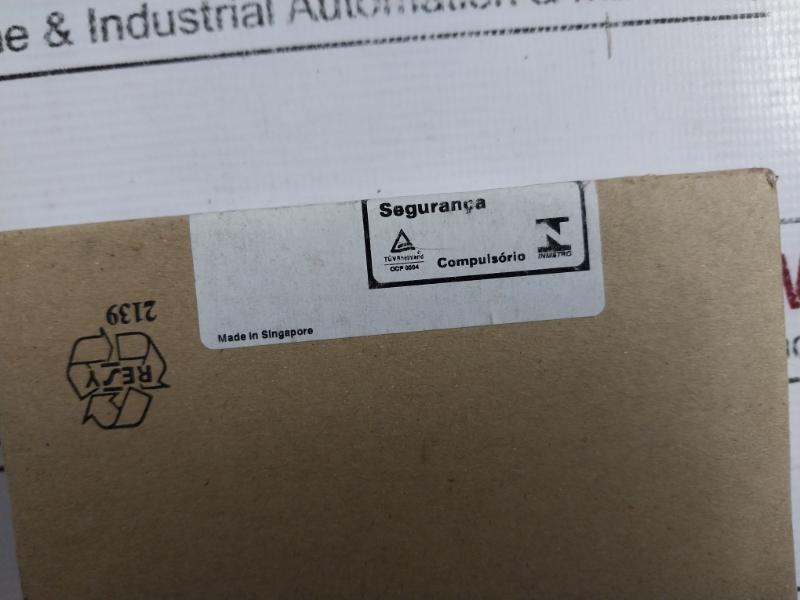 & Industrial Automation &
Segurança
TÜVRheinland
OCP 0004
Compulsório
INMETRO
Made in Singapore
2139
RESY